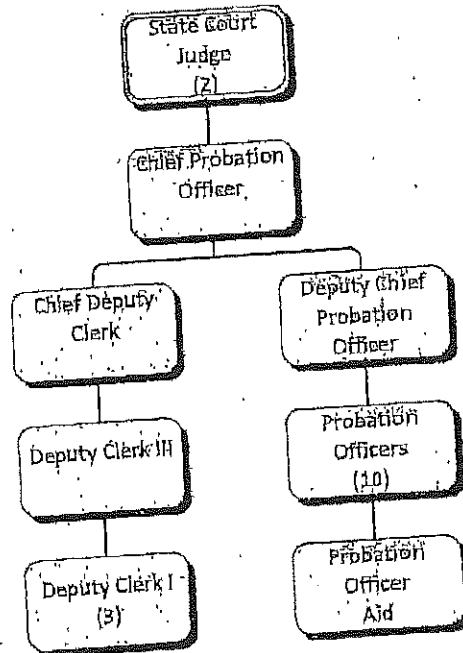 State Court
Judge
(2)
Chief Probation
Officer
Chief Deputy
Clerk
Deputy Chief
Probation
Officer
Deputy Clerk III
Probation
Officers
(10)
Deputy Clerk I
(3)
Probation
Officer
Aid